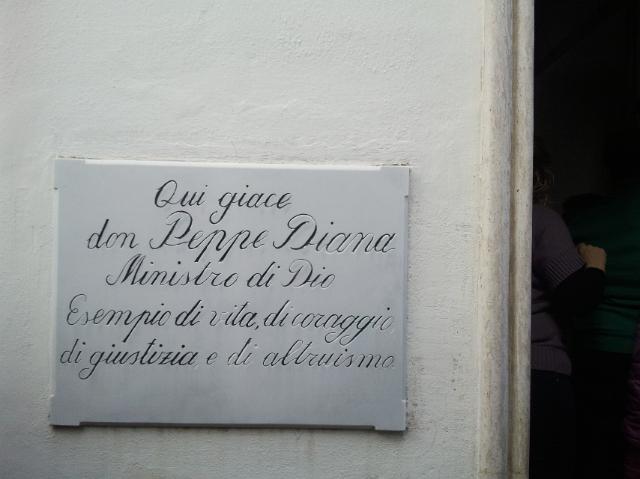 Qui giace
don Peppe Diana
Ministro di Dio
Esempio di vita, di coraggio,
di giustizia, e di altruismo.